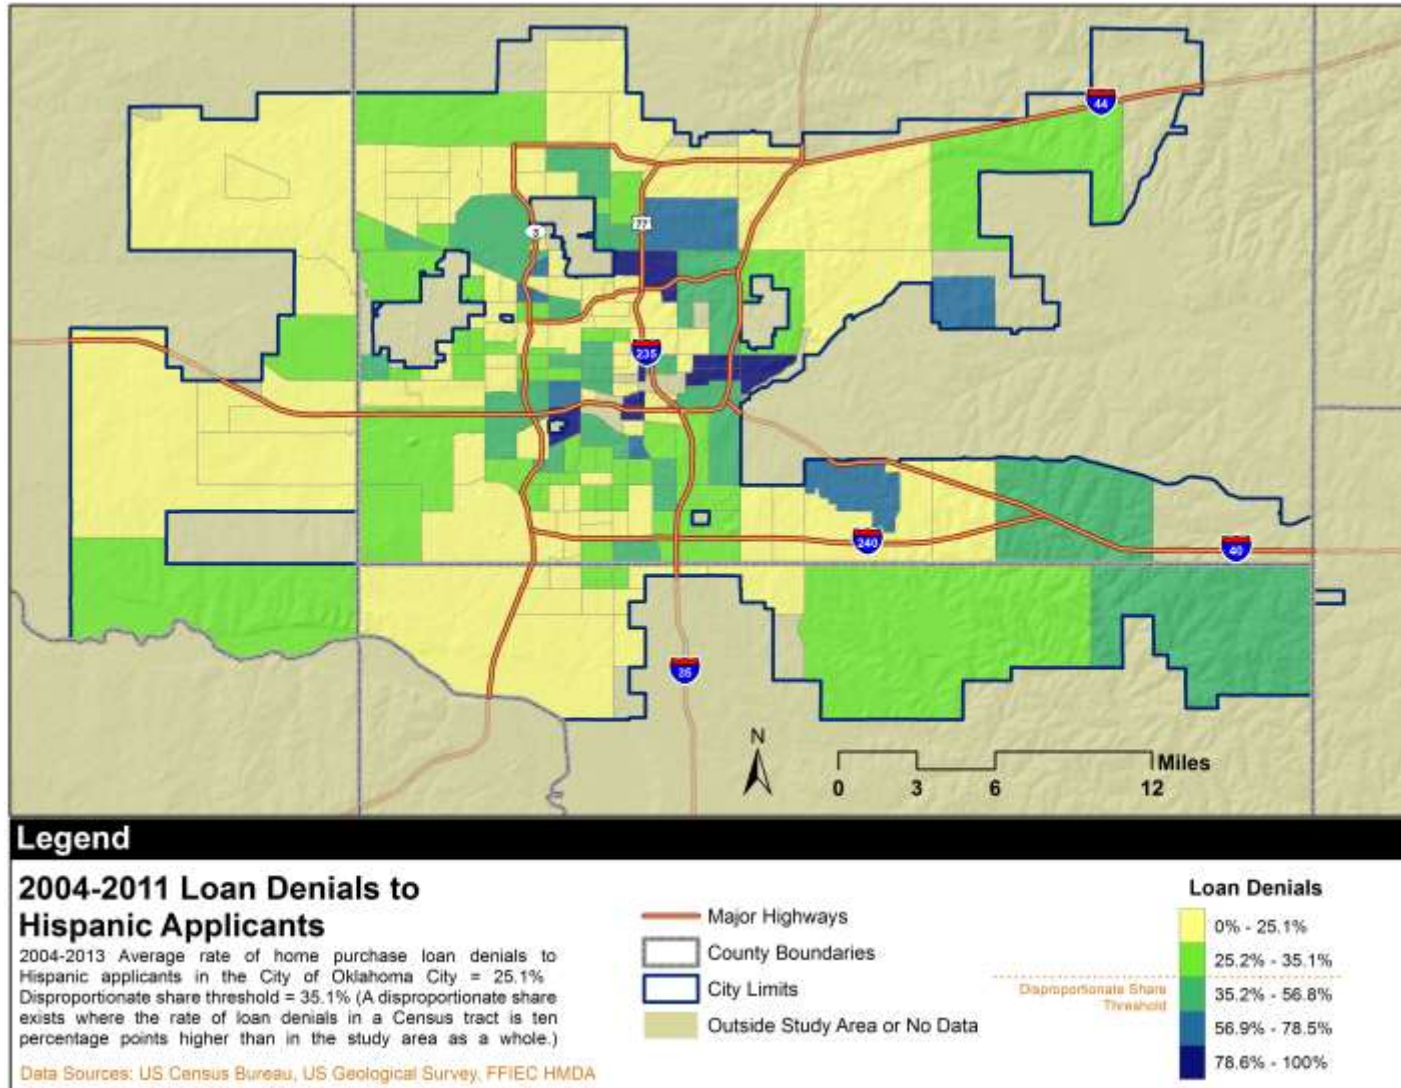 44
77
3
235
240
40
35
N
Miles
0 3 6 12
Legend
2004-2011 Loan Denials to
Hispanic Applicants
2004-2013 Average rate of home purchase loan denials to
Hispanic applicants in the City of Oklahoma City = 25.1%
Disproportionate share threshold = 35.1% (A disproportionate share
exists where the rate of loan denials in a Census tract is ten
percentage points higher than in the study area as a whole.)
Data Sources: US Census Bureau, US Geological Survey, FFIEC HMDA
Major Highways
County Boundaries
City Limits
Outside Study Area or No Data
Loan Denials
0% - 25.1%
25.2% - 35.1%
Disproportionate Share
Threshold
35.2% - 56.8%
56.9% - 78.5%
78.6% - 100%